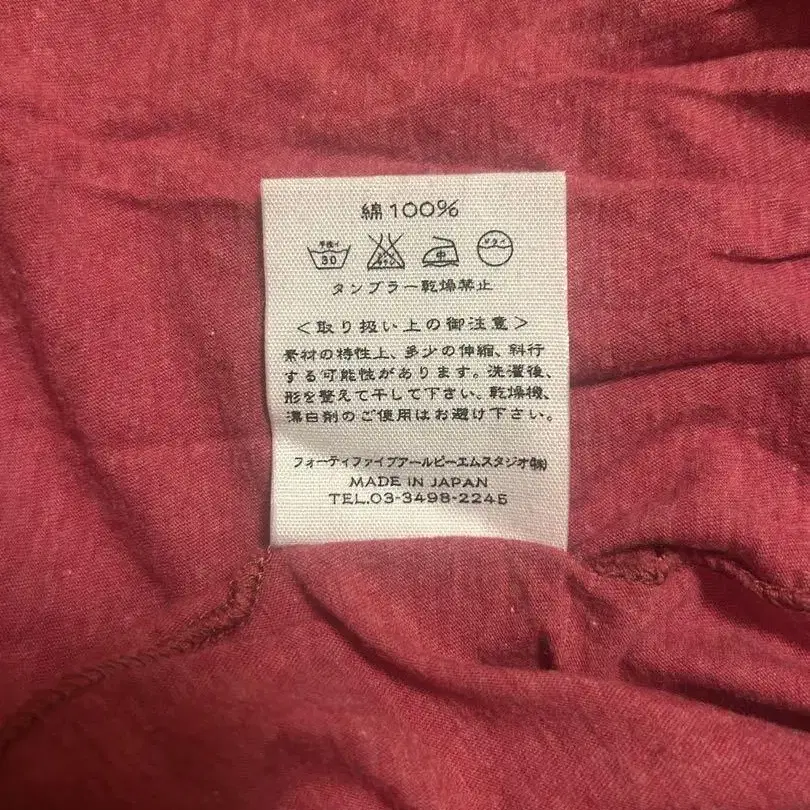 綿100%
手洗イ
30
中
ドライ
タンブラー乾燥禁止
<取り扱い上の御注意>
素材の特性上、多少の伸縮、斜行
する可能性があります。洗濯後、
形を整えて干して下さい。乾燥機、
漂白剤のご使用はお避け下さい。
フォーティファイブアールピーエムスタジオ㈱
MADE IN JAPAN
TEL.03-3498-2245